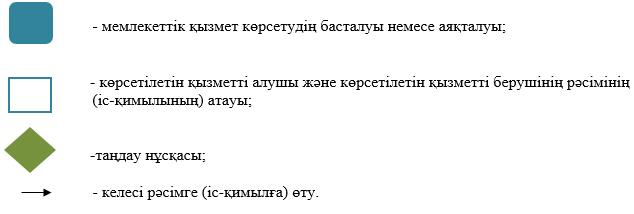 - мемлекеттік қызмет көрсетудің басталуы немесе аяқталуы;
- көрсетілетін қызметті алушы және көрсетілетін қызметті берушінің рәсімінің
(іс-қимылының) атауы;
-таңдау нұсқасы;
- келесі рәсімге (іс-қимылға) өту.